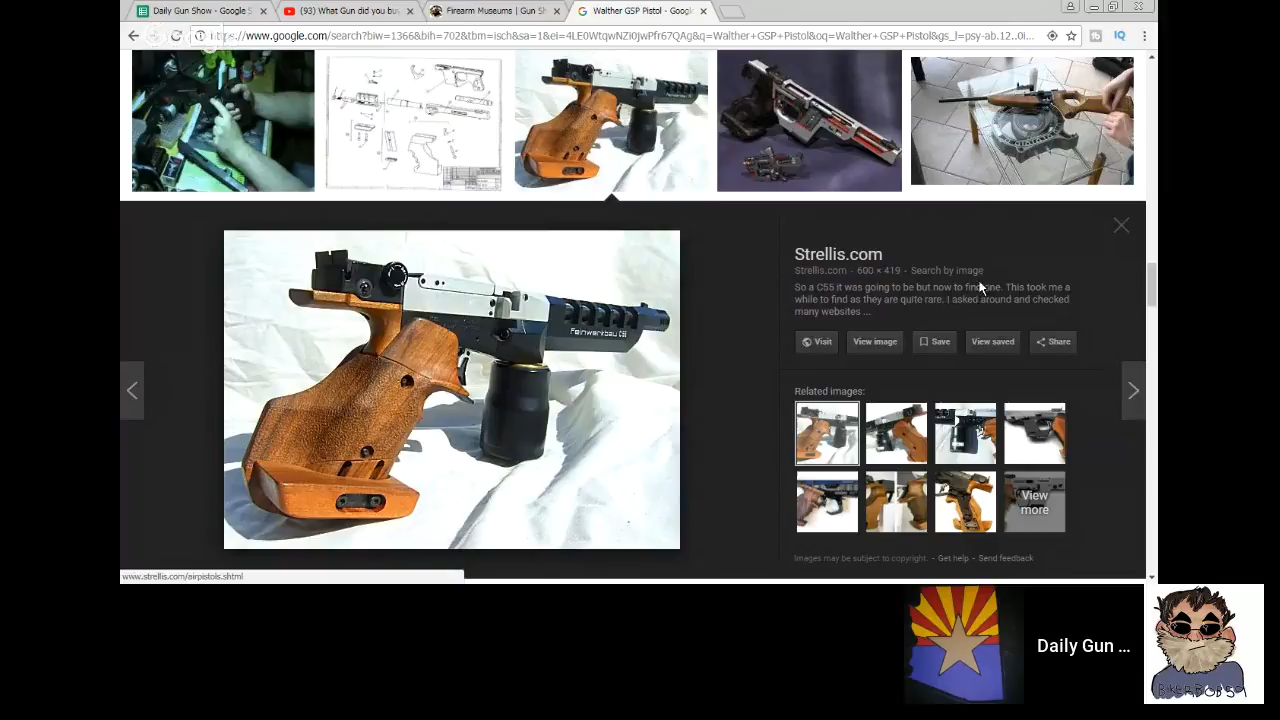 Daily Gun Show - Google S
(93) What Gun did you buy
Firearm Museums | Gun Sh
Walther GSP Pistol - Googl
https://www.google.com/search?biw=1366&bih=702&tbm=isch&sa=1&ei=4LE0WtqwNZi0jwPfr67QAg&q=Walther+GSP+Pistol&oq=Walther+GSP+Pistol&gs_l=psy-ab.12..0i...
IQ
Feinwerkbau C55
Strellis.com
Strellis.com - 600 × 419 - Search by image
So a C55 it was going to be but now to find one. This took me a
while to find as they are quite rare. I asked around and checked
many websites ...
Visit
View image
Save
View saved
Share
Related images:
View
more
Images may be subject to copyright. - Get help - Send feedback
www.strellis.com/airpistols.shtml
Daily Gun ...
BIKERBOB59